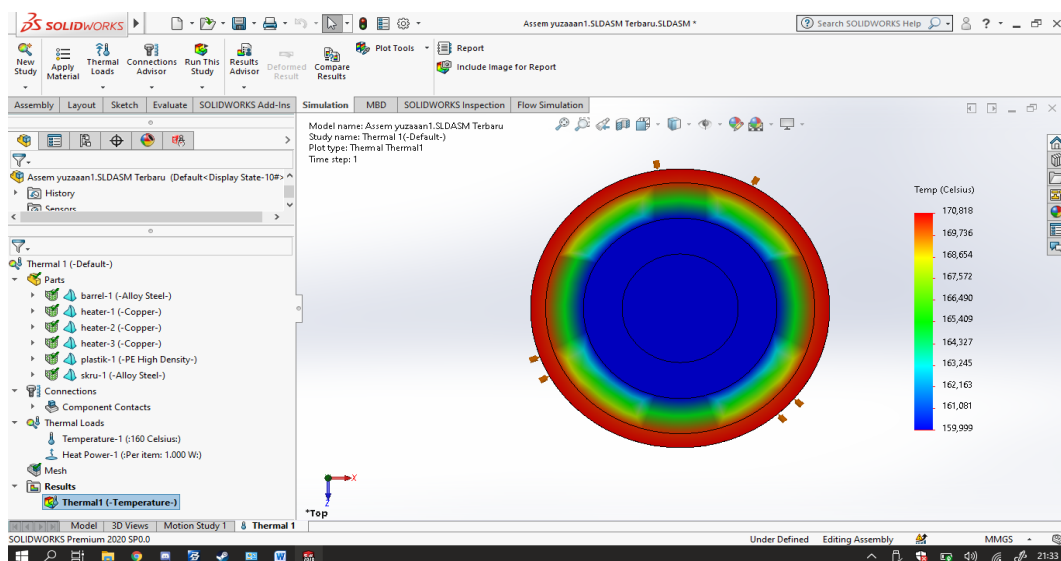 SOLIDWORKS
Assem yuzaaan1.SLDASM Terbaru.SLDASM *
Search SOLIDWORKS Help
New Study
Apply Material
Thermal Loads
Connections Advisor
Run This Study
Results Advisor
Deformed Result
Compare Results
Plot Tools
Report
Include Image for Report
Assembly
Layout
Sketch
Evaluate
SOLIDWORKS Add-Ins
Simulation
MBD
SOLIDWORKS Inspection
Flow Simulation
Assem yuzaaan1.SLDASM Terbaru (Default<Display State-10#>
History
Sensors
Thermal 1 (-Default-)
Parts
barrel-1 (-Alloy Steel-)
heater-1 (-Copper-)
heater-2 (-Copper-)
heater-3 (-Copper-)
plastik-1 (-PE High Density-)
skru-1 (-Alloy Steel-)
Connections
Component Contacts
Thermal Loads
Temperature-1 (:160 Celsius:)
Heat Power-1 (:Per item: 1.000 W:)
Mesh
Results
Thermal1 (-Temperature-)
Model name: Assem yuzaaan1.SLDASM Terbaru
Study name: Thermal 1(-Default-)
Plot type: Thermal Thermal1
Time step: 1
Temp (Celsius)
170,818
169,736
168,654
167,572
166,490
165,409
164,327
163,245
162,163
161,081
159,999
X
Z
*Top
Model
3D Views
Motion Study 1
Thermal 1
SOLIDWORKS Premium 2020 SP0.0
Under Defined
Editing Assembly
MMGS
21:33